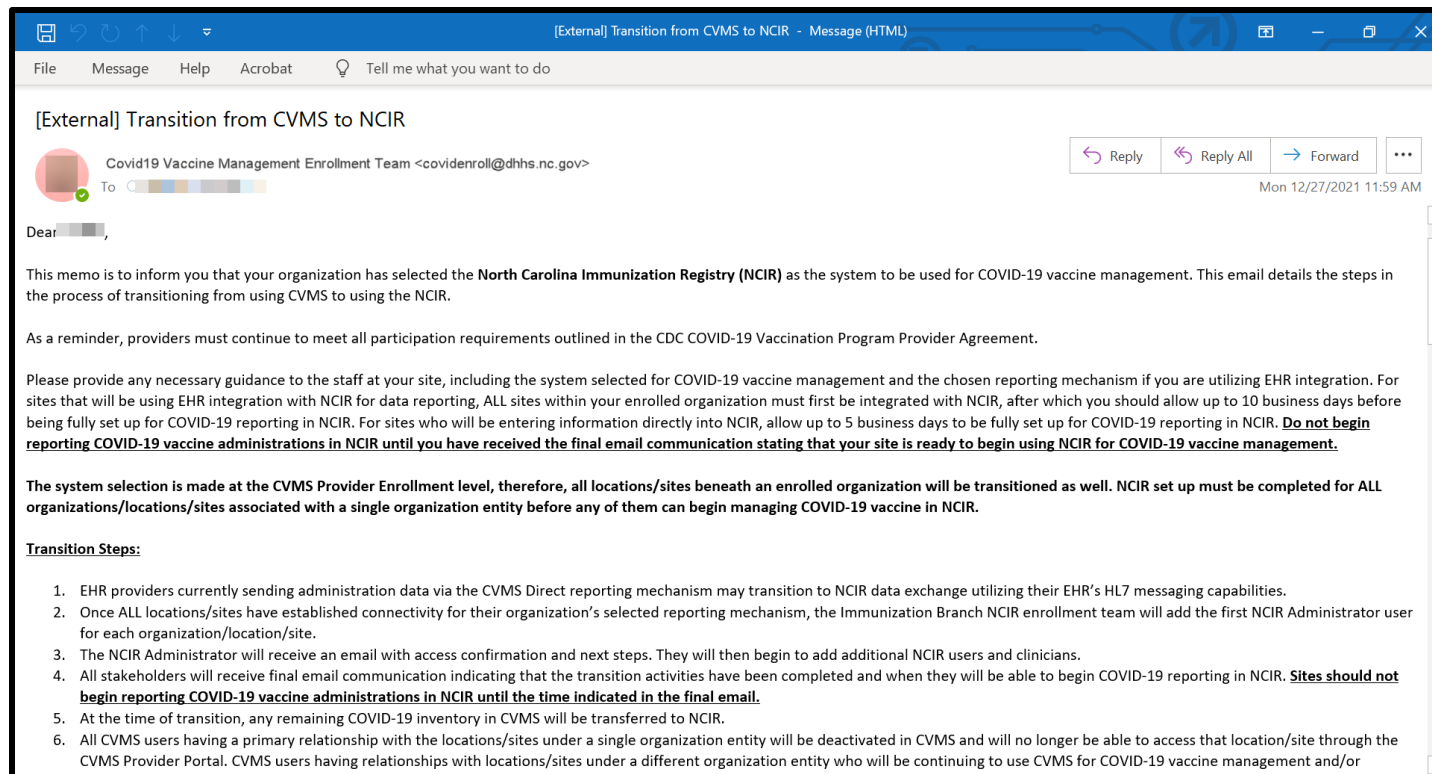 [External] Transition from CVMS to NCIR - Message (HTML)
File Message Help Acrobat Tell me what you want to do
[External] Transition from CVMS to NCIR
Covid19 Vaccine Management Enrollment Team <covidenroll@dhhs.nc.gov>
Reply Reply All Forward
To
Mon 12/27/2021 11:59 AM
Dear ,
This memo is to inform you that your organization has selected the North Carolina Immunization Registry (NCIR) as the system to be used for COVID-19 vaccine management. This email details the steps in
the process of transitioning from using CVMS to using the NCIR.
As a reminder, providers must continue to meet all participation requirements outlined in the CDC COVID-19 Vaccination Program Provider Agreement.
Please provide any necessary guidance to the staff at your site, including the system selected for COVID-19 vaccine management and the chosen reporting mechanism if you are utilizing EHR integration. For
sites that will be using EHR integration with NCIR for data reporting, ALL sites within your enrolled organization must first be integrated with NCIR, after which you should allow up to 10 business days before
being fully set up for COVID-19 reporting in NCIR. For sites who will be entering information directly into NCIR, allow up to 5 business days to be fully set up for COVID-19 reporting in NCIR. Do not begin
reporting COVID-19 vaccine administrations in NCIR until you have received the final email communication stating that your site is ready to begin using NCIR for COVID-19 vaccine management.
The system selection is made at the CVMS Provider Enrollment level, therefore, all locations/sites beneath an enrolled organization will be transitioned as well. NCIR set up must be completed for ALL
organizations/locations/sites associated with a single organization entity before any of them can begin managing COVID-19 vaccine in NCIR.
Transition Steps:
1. EHR providers currently sending administration data via the CVMS Direct reporting mechanism may transition to NCIR data exchange utilizing their EHR's HL7 messaging capabilities.
2. Once ALL locations/sites have established connectivity for their organization's selected reporting mechanism, the Immunization Branch NCIR enrollment team will add the first NCIR Administrator user
for each organization/location/site.
3. The NCIR Administrator will receive an email with access confirmation and next steps. They will then begin to add additional NCIR users and clinicians.
4. All stakeholders will receive final email communication indicating that the transition activities have been completed and when they will be able to begin COVID-19 reporting in NCIR. Sites should not
begin reporting COVID-19 vaccine administrations in NCIR until the time indicated in the final email.
5. At the time of transition, any remaining COVID-19 inventory in CVMS will be transferred to NCIR.
6. All CVMS users having a primary relationship with the locations/sites under a single organization entity will be deactivated in CVMS and will no longer be able to access that location/site through the
CVMS Provider Portal. CVMS users having relationships with locations/sites under a different organization entity who will be continuing to use CVMS for COVID-19 vaccine management and/or